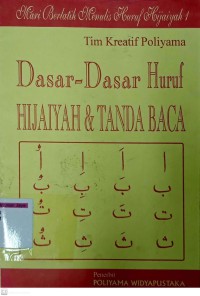 Mari Berlatih Menulis Huruf Hijaiyah 1
Tim Kreatif Poliyama
Dasar-Dasar Huruf
HIJAIYAH & TANDA BACA
اُ اِ اَ ا
بُ بِ بَ ب
تُ تِ تَ ت
ثُ ثِ ثَ ث
Penerbit
POLIYAMA WIDYAPUSTAKA